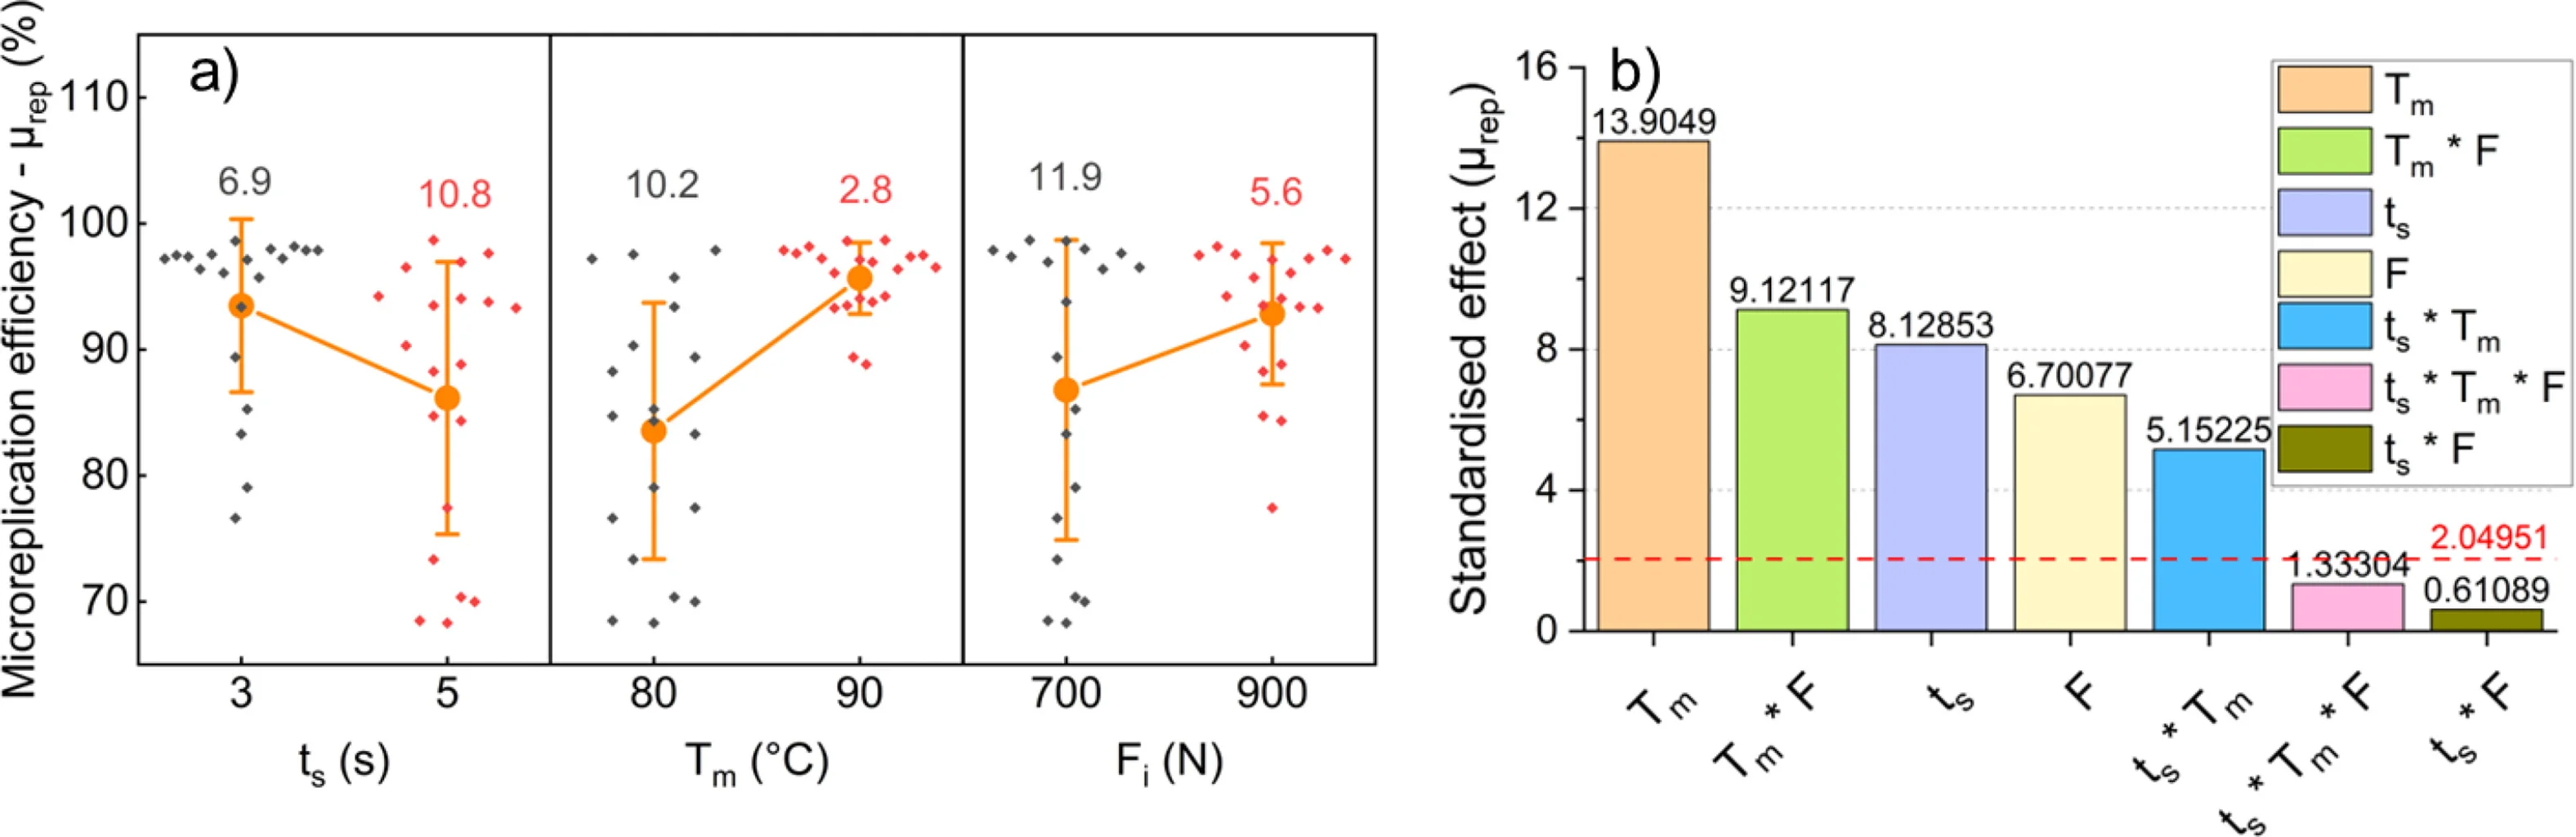 a)
Microreplication efficiency - μrep (%)
110
100
90
80
70
6.9
10.8
10.2
2.8
11.9
5.6
3
5
80
90
700
900
ts (s)
Tm (°C)
Fi (N)
b)
Standardised effect (μrep)
16
12
8
4
0
13.9049
9.12117
8.12853
6.70077
5.15225
1.33304
0.61089
2.04951
Tm
Tm * F
ts
F
ts * Tm
ts * Tm * F
ts * F
Tm
Tm * F
ts
F
ts * Tm
ts * Tm * F
ts * F